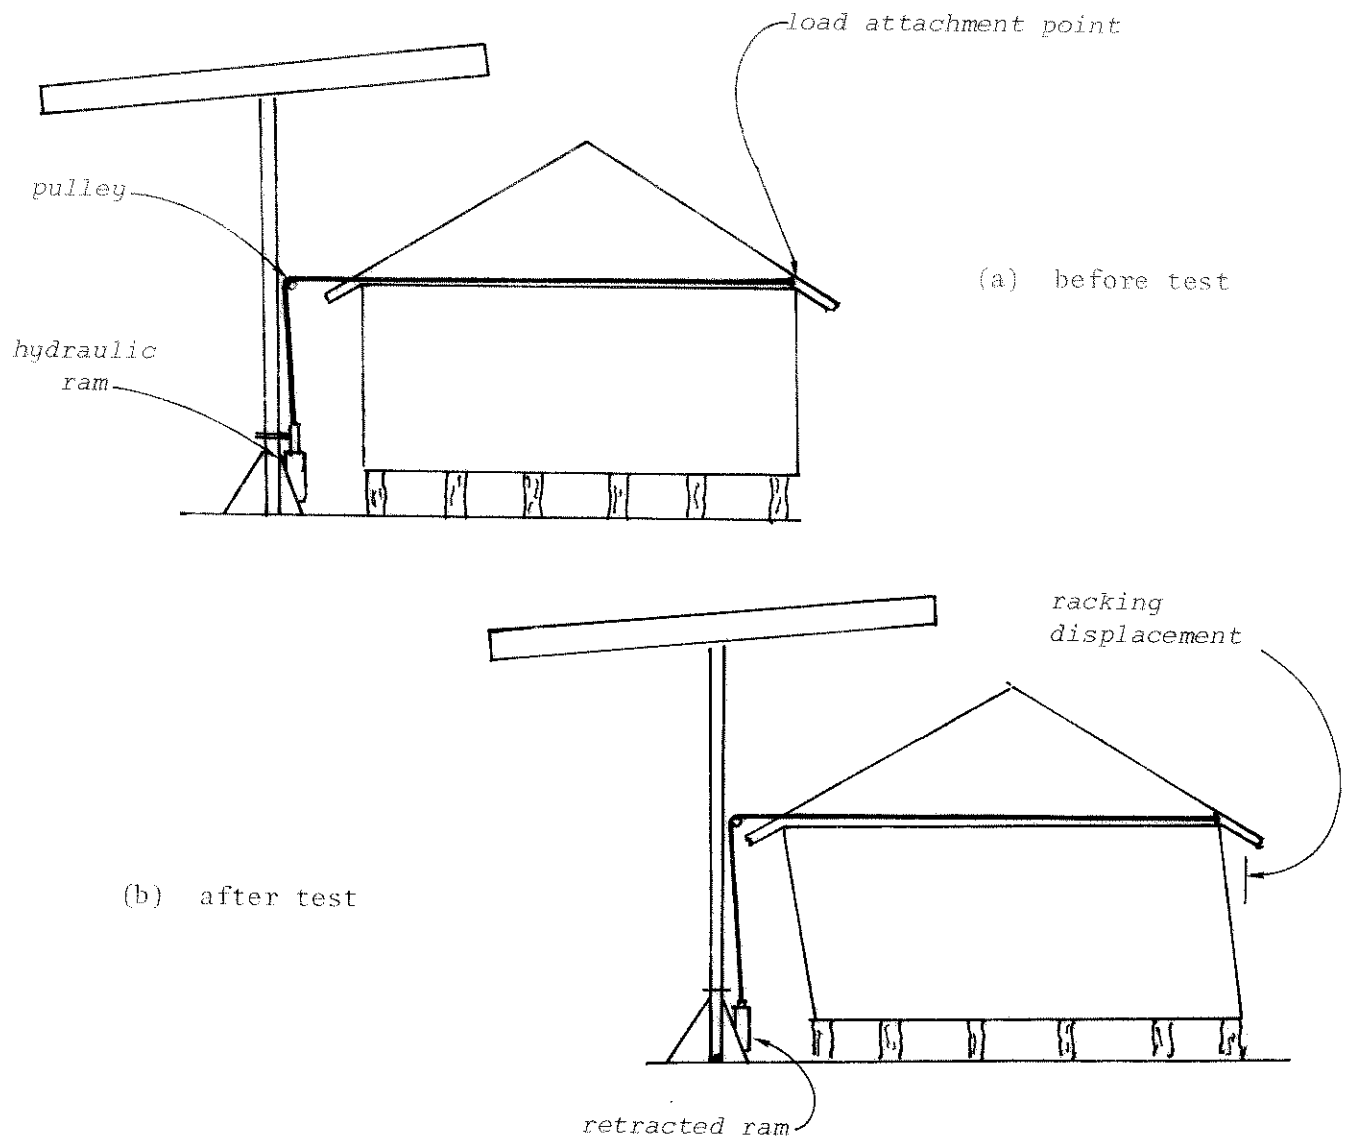 load attachment point
pulley
(a) before test
hydraulic
ram
racking
displacement
(b) after test
retracted ram